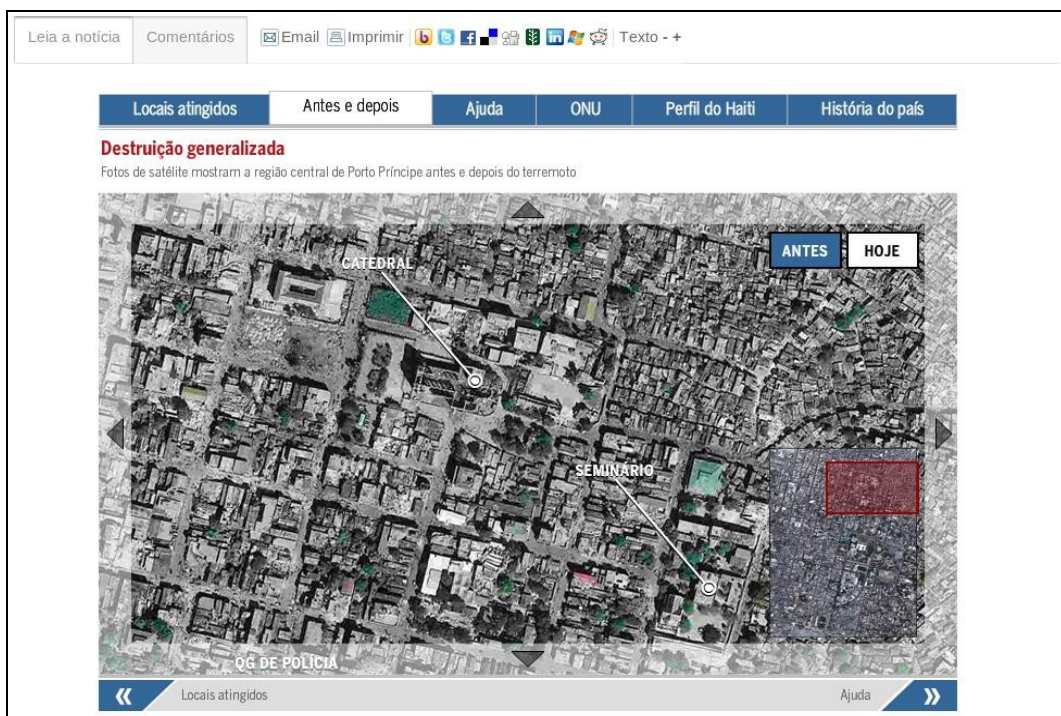 Leia a notícia Comentários Email Imprimir Texto - +
Locais atingidos Antes e depois Ajuda ONU Perfil do Haiti História do país
Destruição generalizada
Fotos de satélite mostram a região central de Porto Príncipe antes e depois do terremoto
ANTES HOJE
CATEDRAL
SEMINÁRIO
QG DE POLÍCIA
Locais atingidos Ajuda